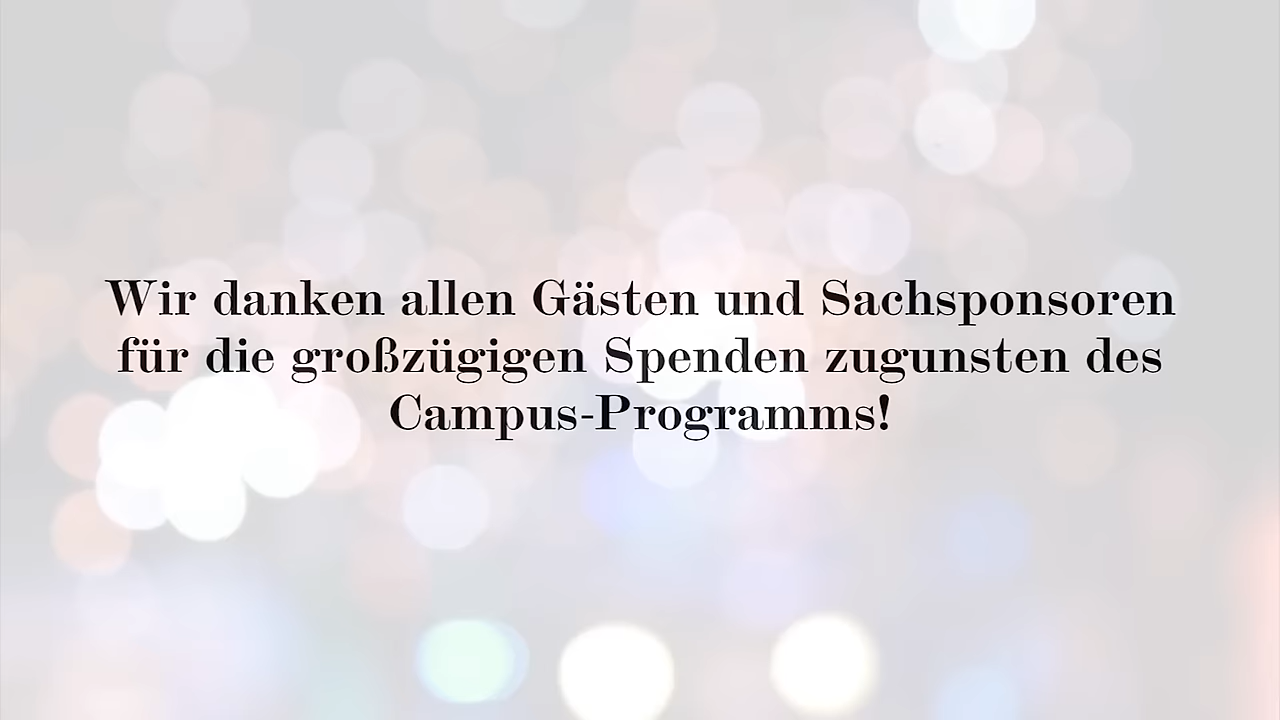 Wir danken allen Gästen und Sachsponsoren
für die großzügigen Spenden zugunsten des
Campus-Programms!